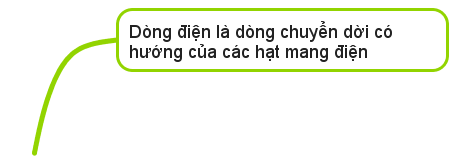 Dòng điện là dòng chuyển dời có
hướng của các hạt mang điện